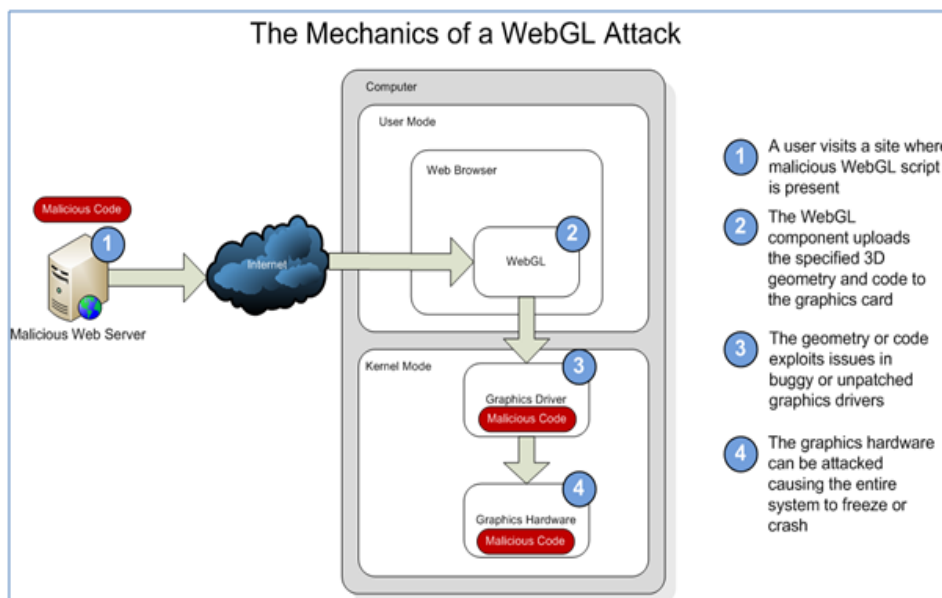 The Mechanics of a WebGL Attack
Computer
User Mode
Web Browser
Malicious Code
1
2
WebGL
Internet
Malicious Web Server
Kernel Mode
3
Graphics Driver
Malicious Code
4
Graphics Hardware
Malicious Code
1
A user visits a site where
malicious WebGL script
is present
2
The WebGL
component uploads
the specified 3D
geometry and code to
the graphics card
3
The geometry or code
exploits issues in
buggy or unpatched
graphics drivers
4
The graphics hardware
can be attacked
causing the entire
system to freeze or
crash